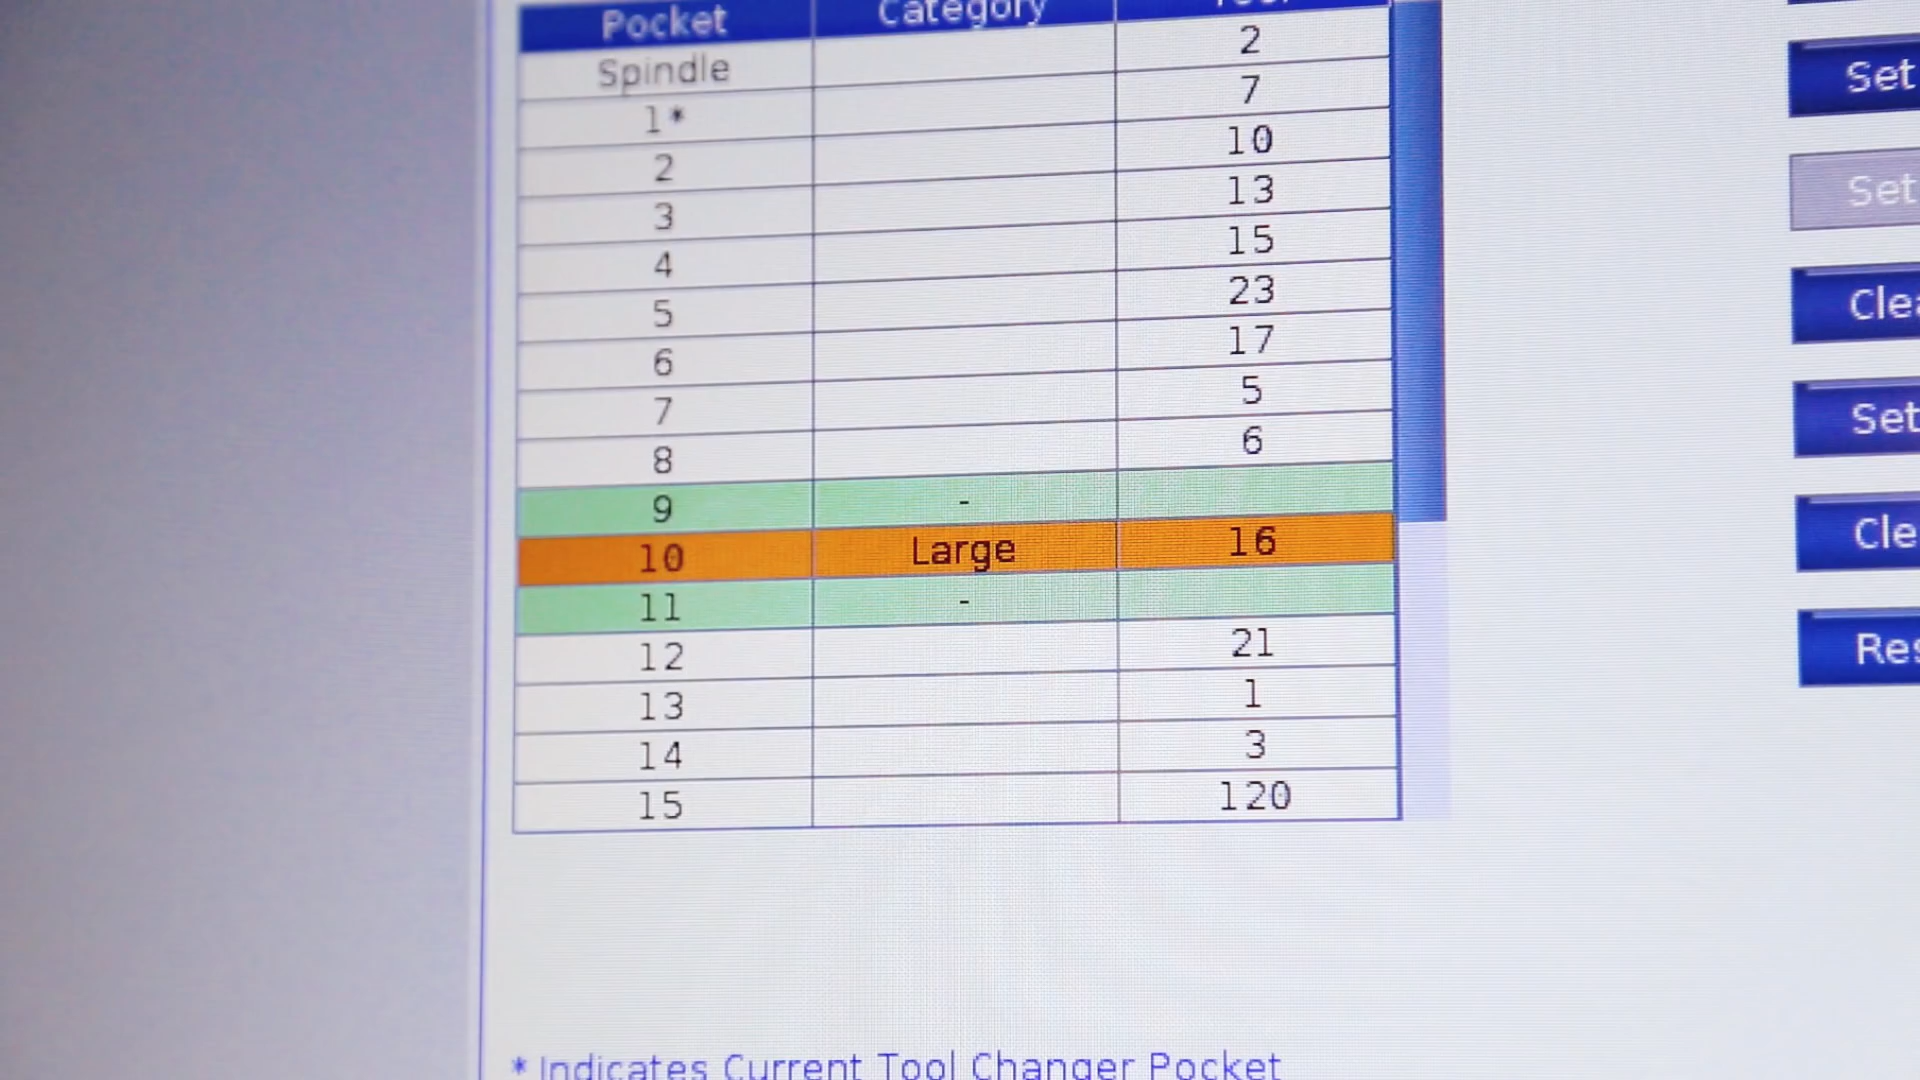 Pocket Category Tool
Spindle 2
1* 7
2 10
3 13
4 15
5 23
6 17
7 5
8 6
9 -
10 Large 16
11 -
12 21
13 1
14 3
15 120
* Indicates Current Tool Changer Pocket
Set
Set
Set